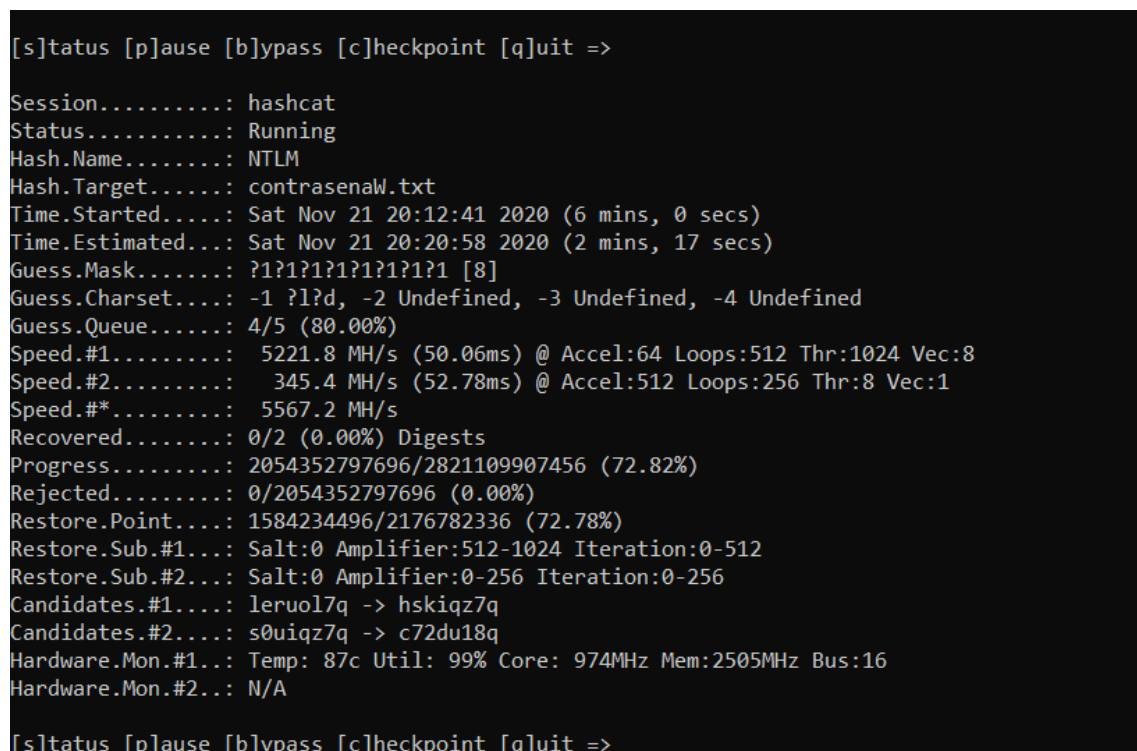 [s]tatus [p]ause [b]ypass [c]heckpoint [q]uit =>
Session..........: hashcat
Status...........: Running
Hash.Name........: NTLM
Hash.Target......: contrasenaW.txt
Time.Started.....: Sat Nov 21 20:12:41 2020 (6 mins, 0 secs)
Time.Estimated...: Sat Nov 21 20:20:58 2020 (2 mins, 17 secs)
Guess.Mask.......: ?1?1?1?1?1?1?1?1 [8]
Guess.Charset....: -1 ?l?d, -2 Undefined, -3 Undefined, -4 Undefined
Guess.Queue......: 4/5 (80.00%)
Speed.#1.........:  5221.8 MH/s (50.06ms) @ Accel:64 Loops:512 Thr:1024 Vec:8
Speed.#2.........:   345.4 MH/s (52.78ms) @ Accel:512 Loops:256 Thr:8 Vec:1
Speed.#*.........:  5567.2 MH/s
Recovered........: 0/2 (0.00%) Digests
Progress.........: 2054352797696/2821109907456 (72.82%)
Rejected.........: 0/2054352797696 (0.00%)
Restore.Point....: 1584234496/2176782336 (72.78%)
Restore.Sub.#1...: Salt:0 Amplifier:512-1024 Iteration:0-512
Restore.Sub.#2...: Salt:0 Amplifier:0-256 Iteration:0-256
Candidates.#1....: leruol7q -> hskiqz7q
Candidates.#2....: s0uiqz7q -> c72du18q
Hardware.Mon.#1..: Temp: 87c Util: 99% Core: 974MHz Mem:2505MHz Bus:16
Hardware.Mon.#2..: N/A
[s]tatus [p]ause [b]ypass [c]heckpoint [q]uit =>